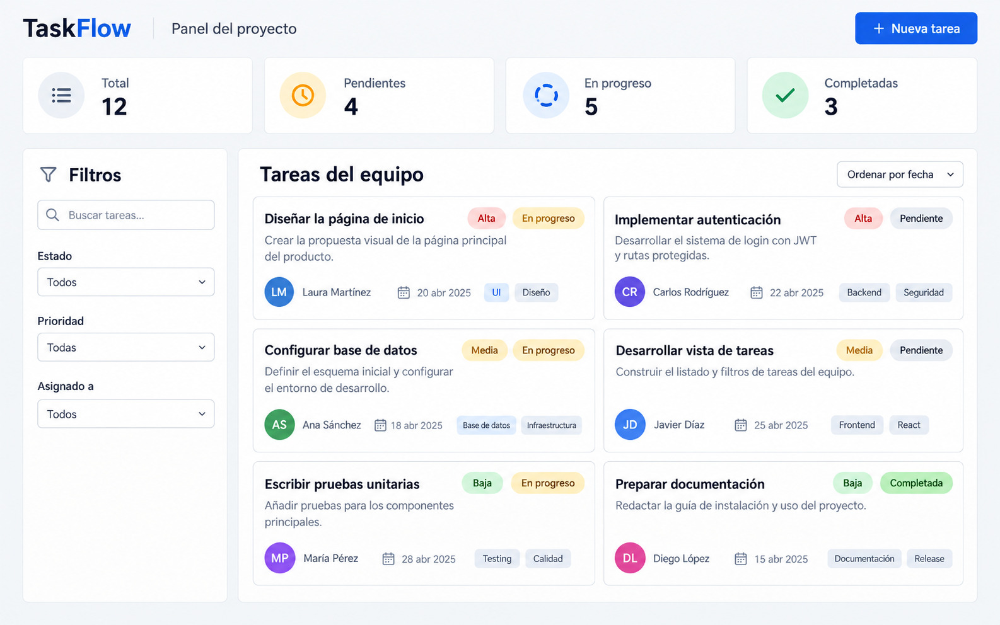 TaskFlow
Panel del proyecto
+ Nueva tarea
Total
12
Pendientes
4
En progreso
5
Completadas
3
Filtros
Buscar tareas...
Estado
Todos
Prioridad
Todas
Asignado a
Todos
Tareas del equipo
Ordenar por fecha
Diseñar la página de inicio
Alta
En progreso
Crear la propuesta visual de la página principal
del producto.
LM
Laura Martínez
20 abr 2025
UI
Diseño
Implementar autenticación
Alta
Pendiente
Desarrollar el sistema de login con JWT
y rutas protegidas.
CR
Carlos Rodríguez
22 abr 2025
Backend
Seguridad
Configurar base de datos
Media
En progreso
Definir el esquema inicial y configurar
el entorno de desarrollo.
AS
Ana Sánchez
18 abr 2025
Base de datos
Infraestructura
Desarrollar vista de tareas
Media
Pendiente
Construir el listado y filtros de tareas del equipo.
JD
Javier Díaz
25 abr 2025
Frontend
React
Escribir pruebas unitarias
Baja
En progreso
Añadir pruebas para los componentes
principales.
MP
María Pérez
28 abr 2025
Testing
Calidad
Preparar documentación
Baja
Completada
Redactar la guía de instalación y uso del proyecto.
DL
Diego López
15 abr 2025
Documentación
Release